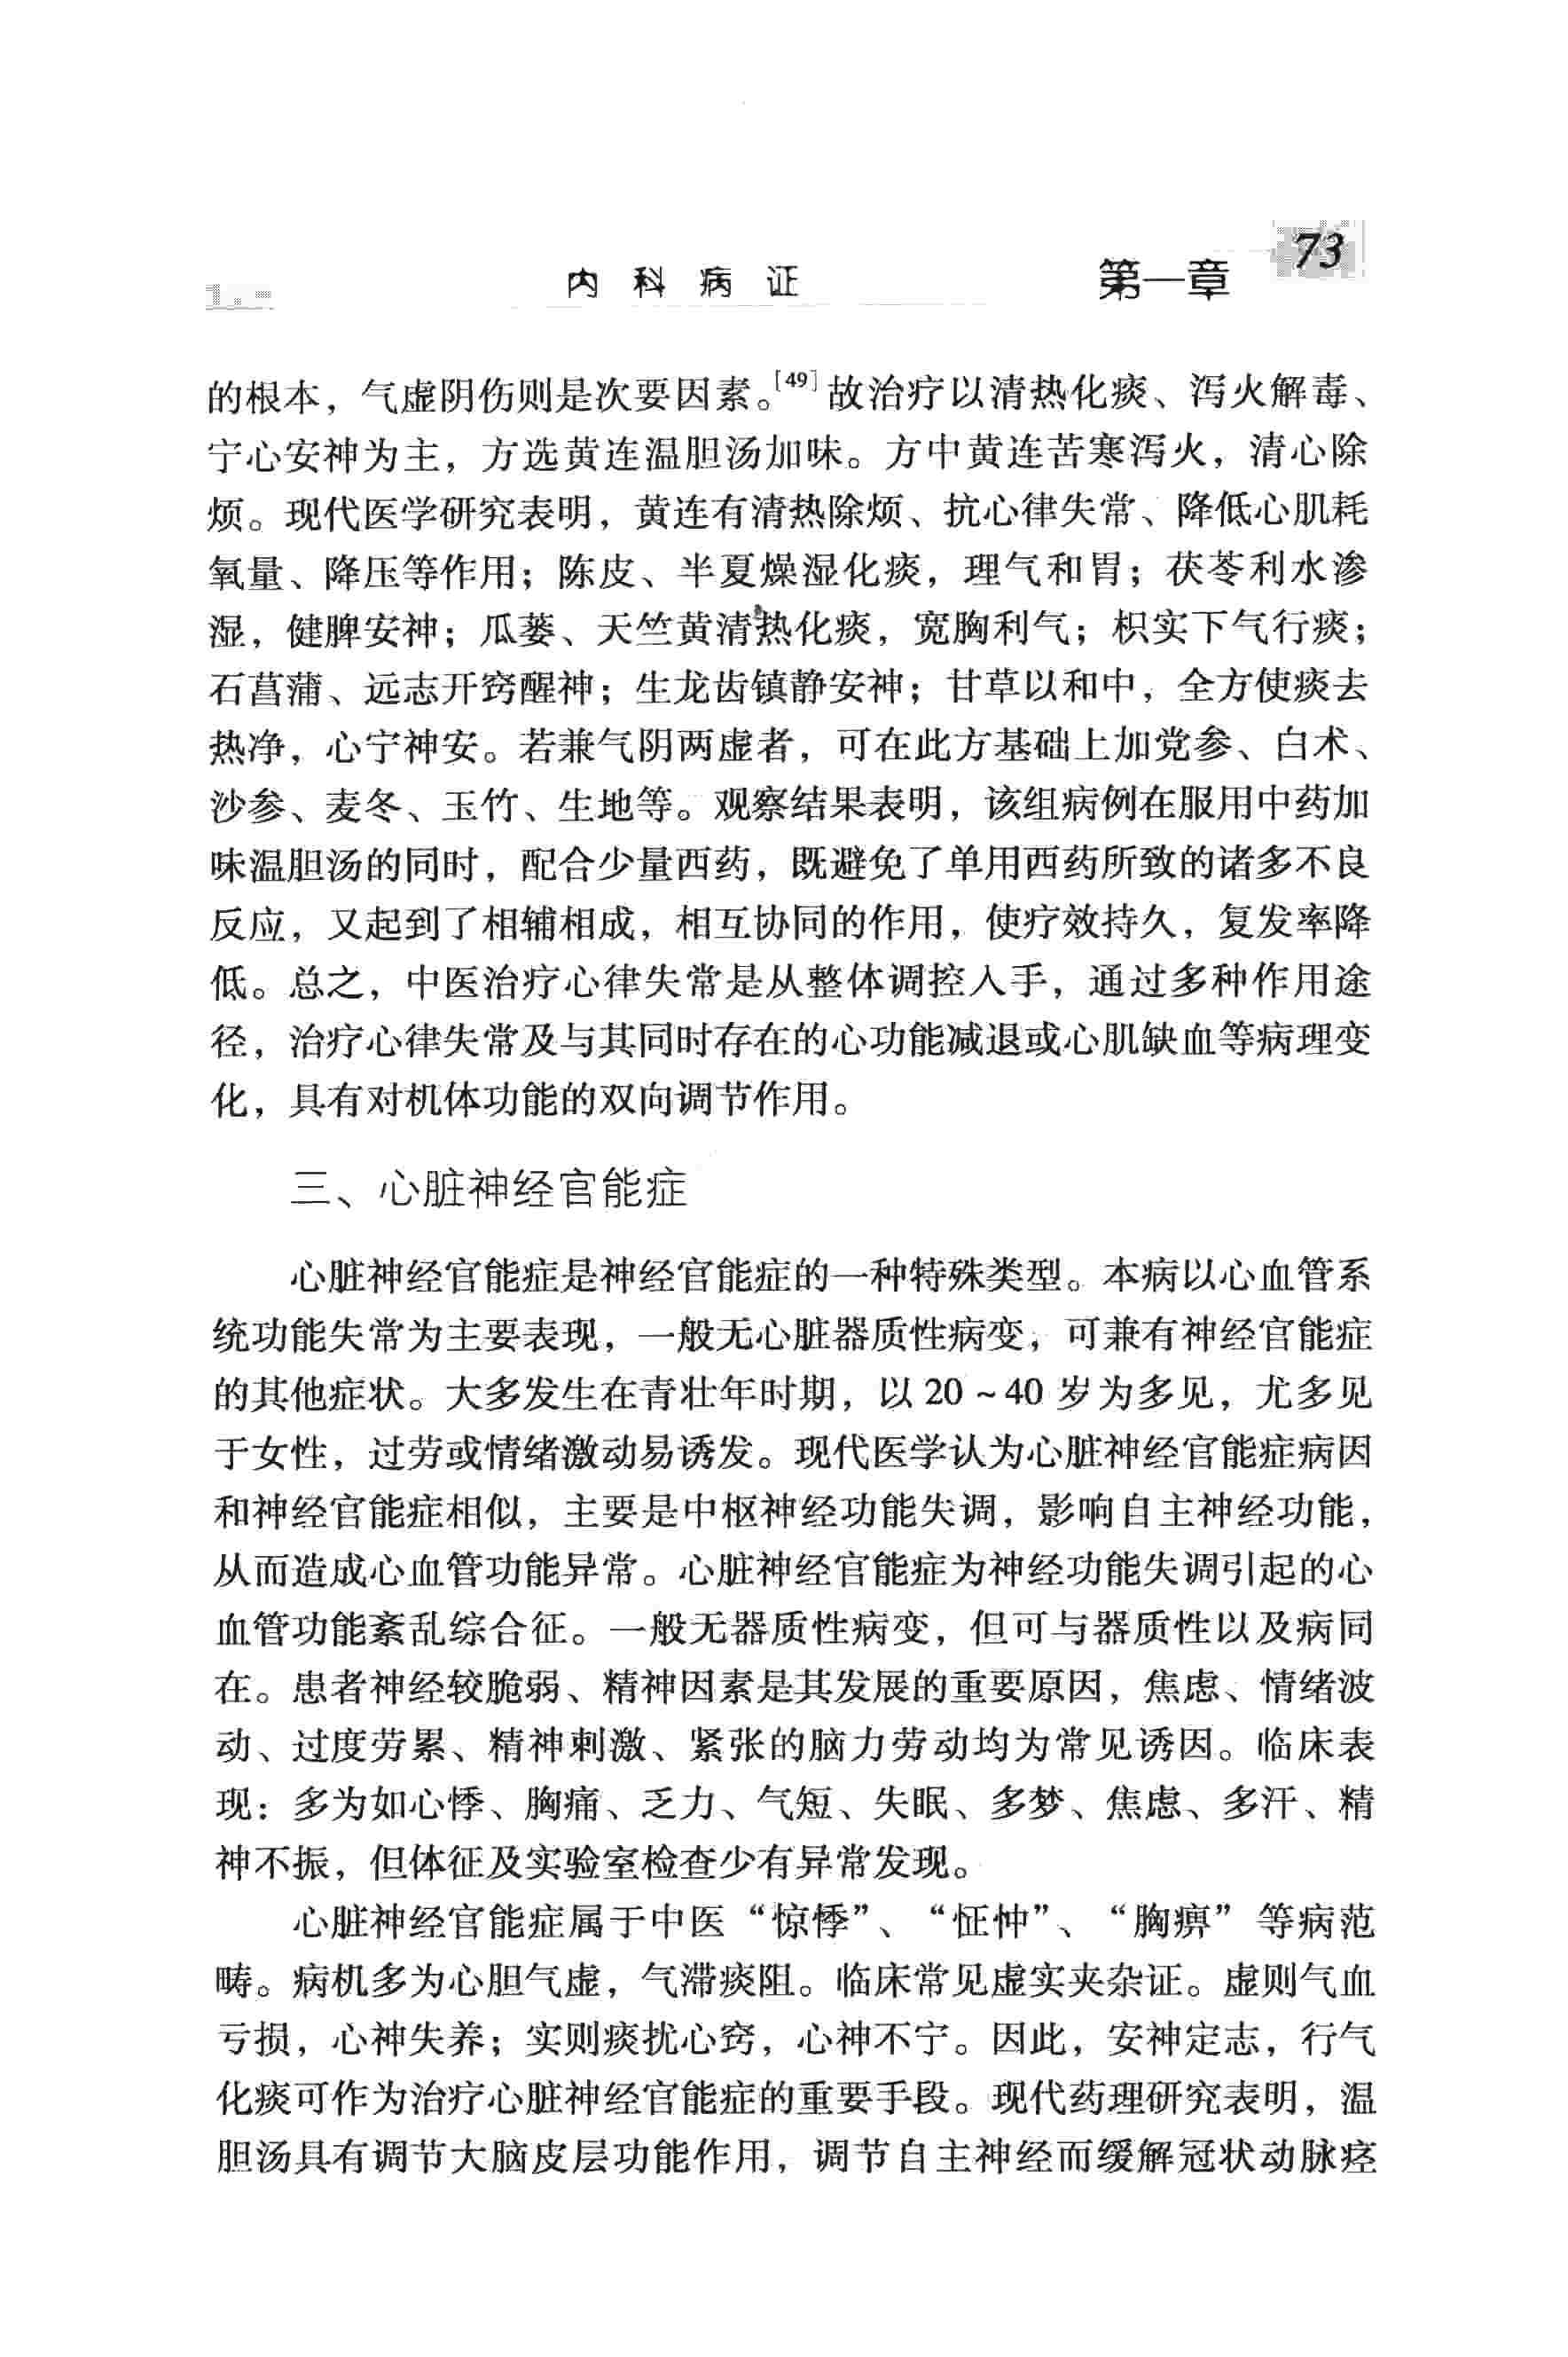 内科病证
第一章
73
的根本，气虚阴伤则是次要因素。[49]故治疗以清热化痰、泻火解毒、
宁心安神为主，方选黄连温胆汤加味。方中黄连苦寒泻火，清心除
烦。现代医学研究表明，黄连有清热除烦、抗心律失常、降低心肌耗
氧量、降压等作用；陈皮、半夏燥湿化痰，理气和胃；茯苓利水渗
湿，健脾安神；瓜蒌、天竺黄清热化痰，宽胸利气；枳实下气行痰；
石菖蒲、远志开窍醒神；生龙齿镇静安神；甘草以和中，全方使痰去
热净，心宁神安。若兼气阴两虚者，可在此方基础上加党参、白术、
沙参、麦冬、玉竹、生地等。观察结果表明，该组病例在服用中药加
味温胆汤的同时，配合少量西药，既避免了单用西药所致的诸多不良
反应，又起到了相辅相成，相互协同的作用，使疗效持久，复发率降
低。总之，中医治疗心律失常是从整体调控入手，通过多种作用途
径，治疗心律失常及与其同时存在的心功能减退或心肌缺血等病理变
化，具有对机体功能的双向调节作用。
三、心脏神经官能症
心脏神经官能症是神经官能症的一种特殊类型。本病以心血管系
统功能失常为主要表现，一般无心脏器质性病变，可兼有神经官能症
的其他症状。大多发生在青壮年时期，以 20～40 岁为多见，尤多见
于女性，过劳或情绪激动易诱发。现代医学认为心脏神经官能症病因
和神经官能症相似，主要是中枢神经功能失调，影响自主神经功能，
从而造成心血管功能异常。心脏神经官能症为神经功能失调引起的心
血管功能紊乱综合征。一般无器质性病变，但可与器质性以及病同
在。患者神经较脆弱、精神因素是其发展的重要原因，焦虑、情绪波
动、过度劳累、精神刺激、紧张的脑力劳动均为常见诱因。临床表
现：多为如心悸、胸痛、乏力、气短、失眠、多梦、焦虑、多汗、精
神不振，但体征及实验室检查少有异常发现。
心脏神经官能症属于中医“惊悸”、“怔忡”、“胸痹”等病范
畴。病机多为心胆气虚，气滞痰阻。临床常见虚实夹杂证。虚则气血
亏损，心神失养；实则痰扰心窍，心神不宁。因此，安神定志，行气
化痰可作为治疗心脏神经官能症的重要手段。现代药理研究表明，温
胆汤具有调节大脑皮层功能作用，调节自主神经而缓解冠状动脉痉